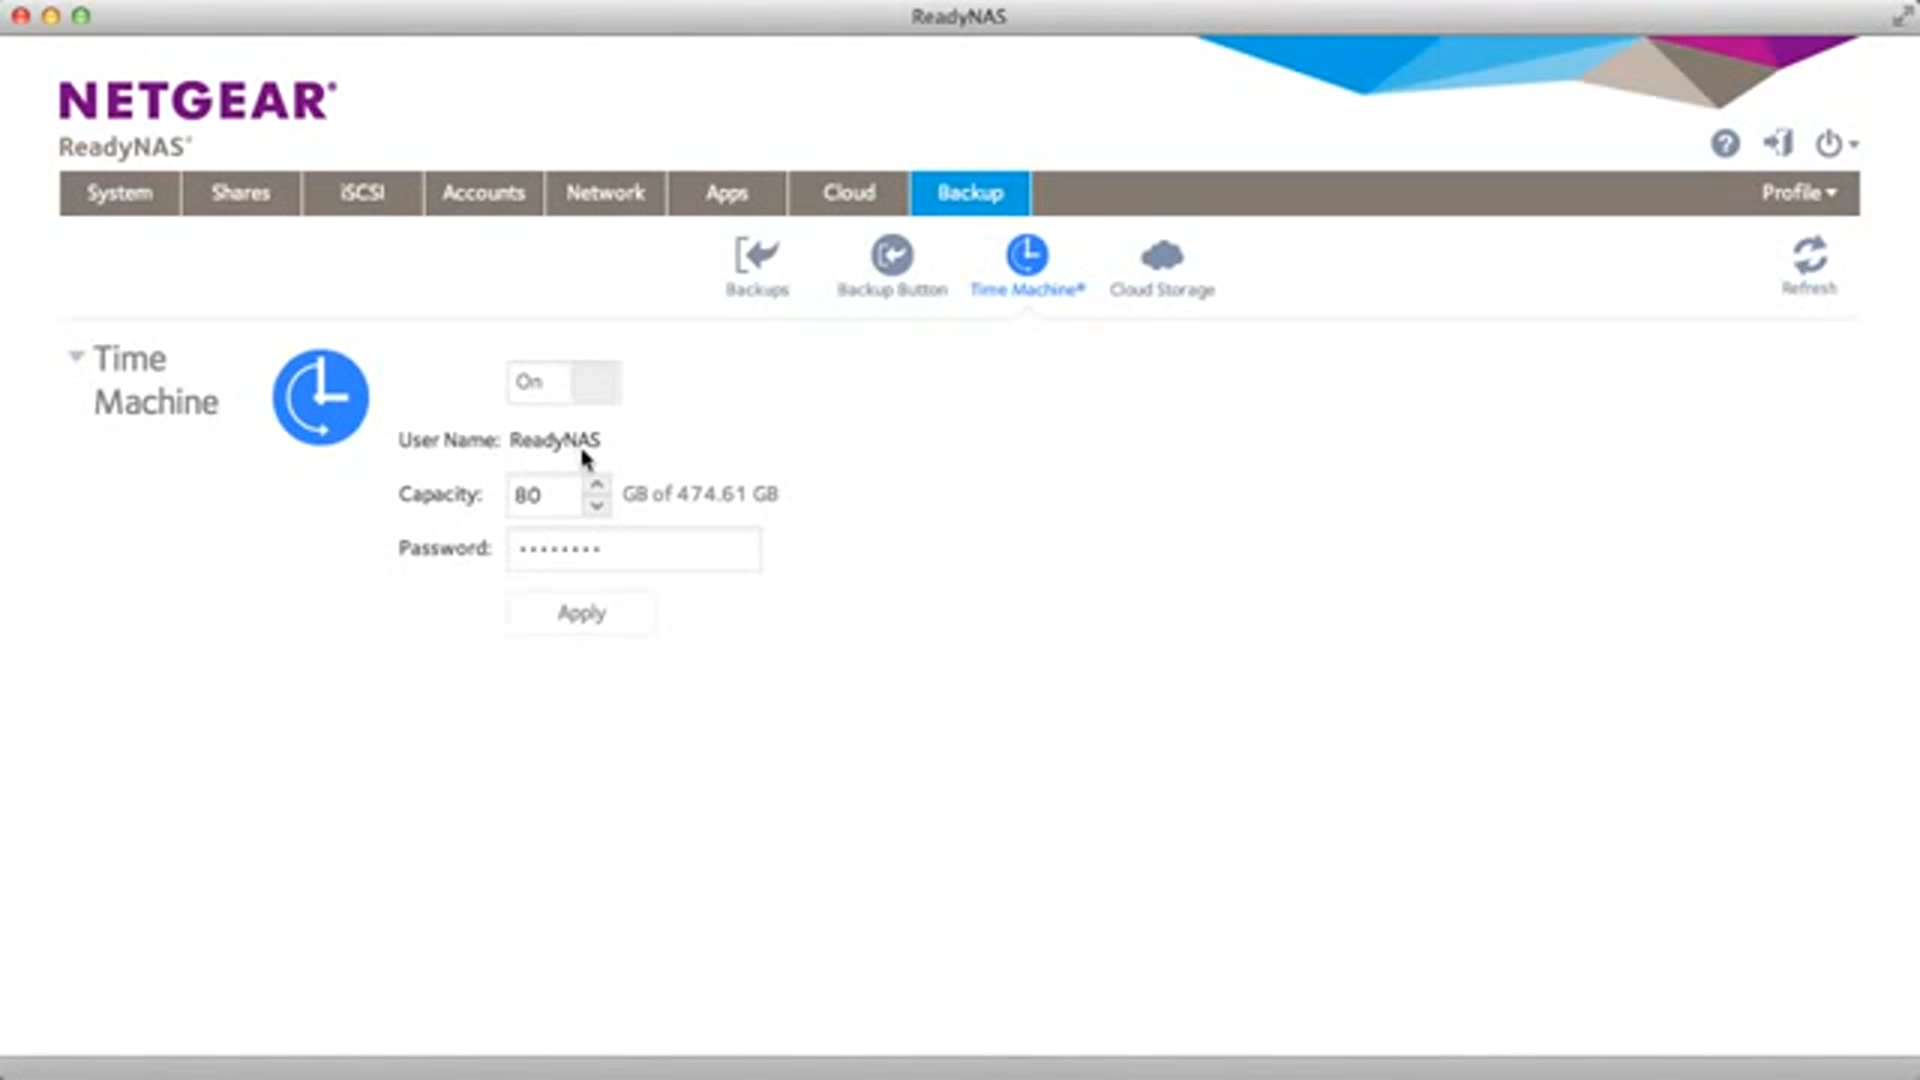 ReadyNAS
NETGEAR®
ReadyNAS®
System Shares iSCSI Accounts Network Apps Cloud Backup Profile
Backups Backup Button Time Machine® Cloud Storage Refresh
Time
Machine
On
User Name: ReadyNAS
Capacity: 80 GB of 474.61 GB
Password: ••••••••
Apply